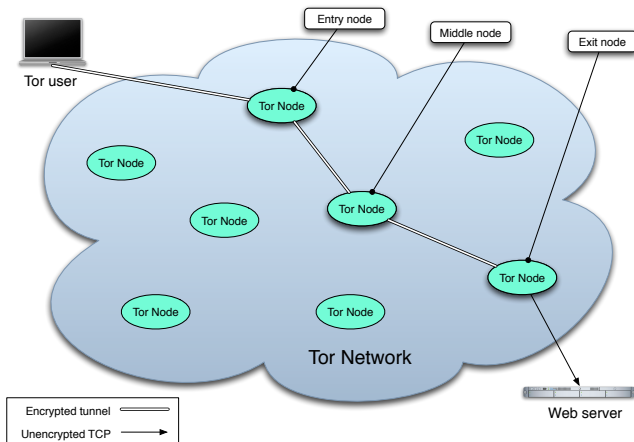 Entry node
Middle node
Exit node
Tor user
Tor Node
Tor Node
Tor Node
Tor Node
Tor Node
Tor Node
Tor Node
Tor Node
Tor Network
Web server
Encrypted tunnel
Unencrypted TCP